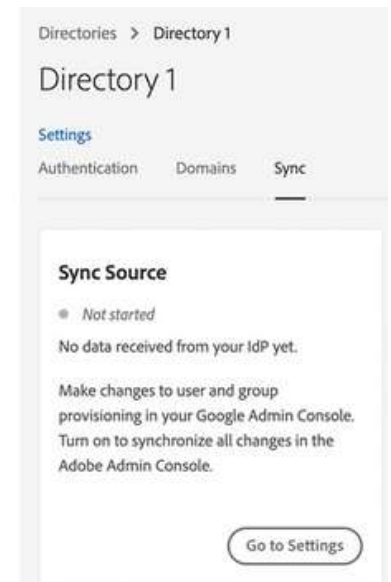 Directories > Directory 1
Directory 1
Settings
Authentication Domains Sync
Sync Source
Not started
No data received from your IdP yet.
Make changes to user and group
provisioning in your Google Admin Console.
Turn on to synchronize all changes in the
Adobe Admin Console.
Go to Settings